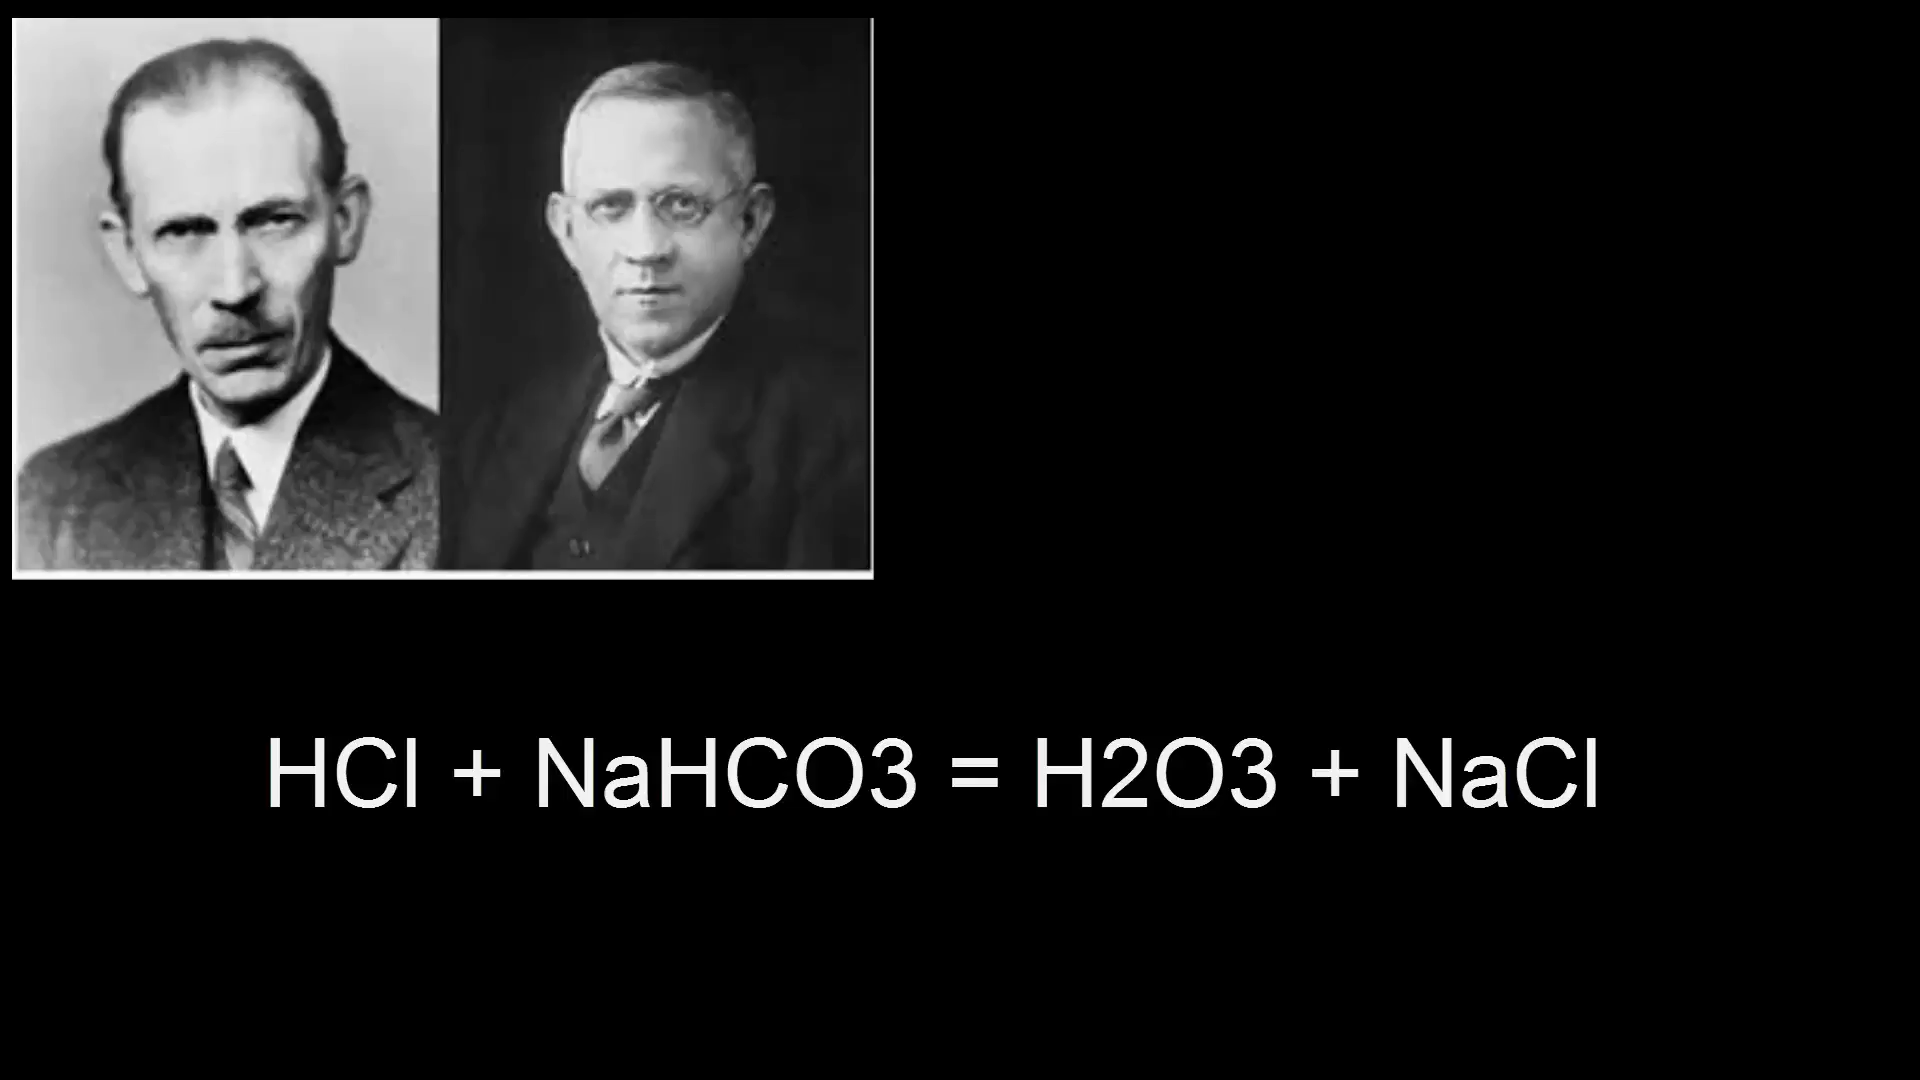 HCl + NaHCO3 = H2O3 + NaCl